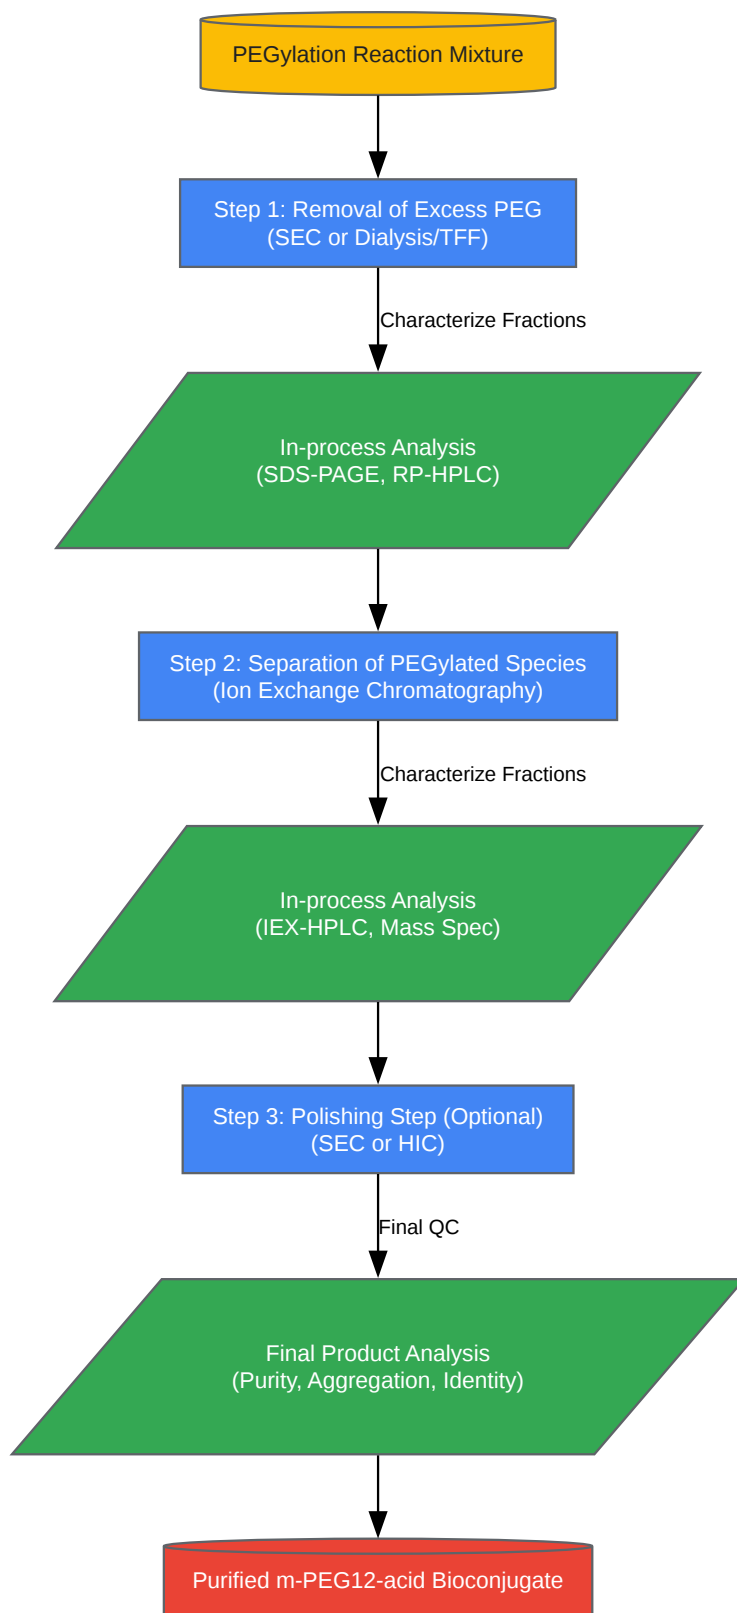 PEGylation Reaction Mixture
Step 1: Removal of Excess PEG
(SEC or Dialysis/TFF)
Characterize Fractions
In-process Analysis
(SDS-PAGE, RP-HPLC)
Step 2: Separation of PEGylated Species
(Ion Exchange Chromatography)
Characterize Fractions
In-process Analysis
(IEX-HPLC, Mass Spec)
Step 3: Polishing Step (Optional)
(SEC or HIC)
Final QC
Final Product Analysis
(Purity, Aggregation, Identity)
Purified m-PEG12-acid Bioconjugate